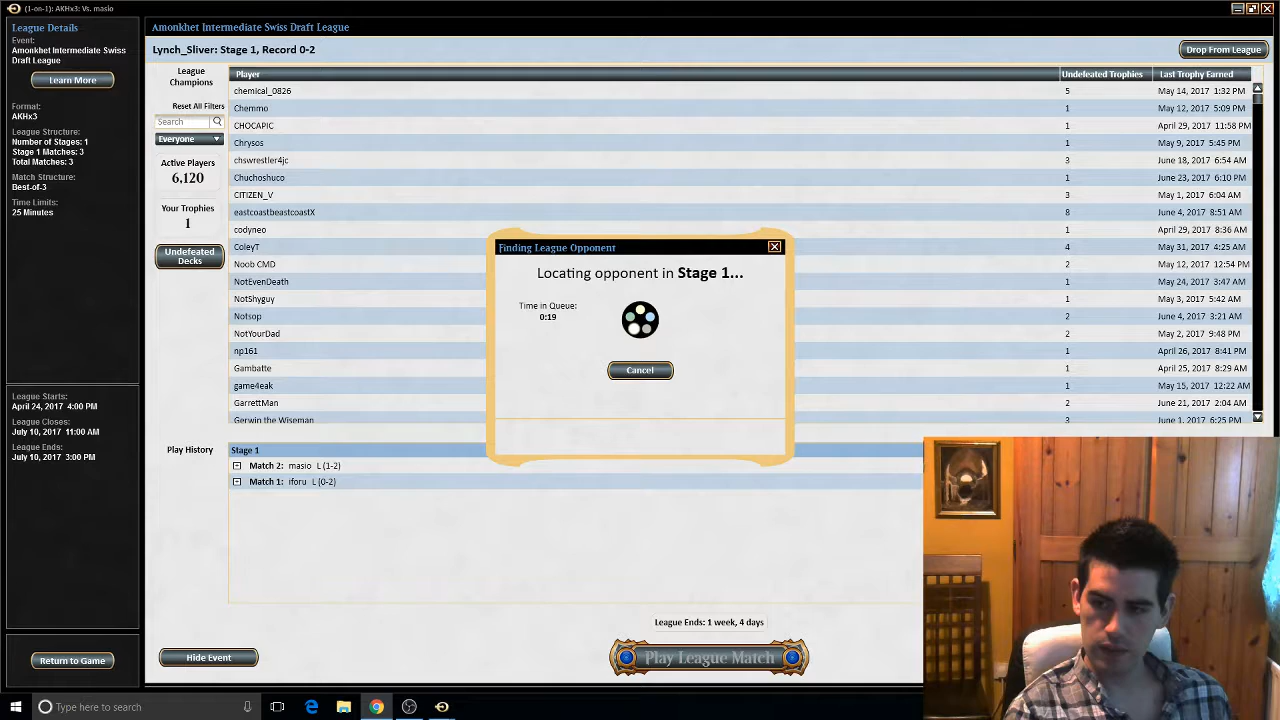 (1-on-1): AKHx3: Vs. masio
League Details
Event:
Amonkhet Intermediate Swiss
Draft League
Learn More
Format:
AKHx3
League Structure:
Number of Stages: 1
Stage 1 Matches: 3
Total Matches: 3
Match Structure:
Best-of-3
Time Limits:
25 Minutes
League Starts:
April 24, 2017 4:00 PM
League Closes:
July 10, 2017 11:00 AM
League Ends:
July 10, 2017 3:00 PM
Return to Game
Amonkhet Intermediate Swiss Draft League
Lynch_Sliver: Stage 1, Record 0-2
Drop From League
League
Champions
Reset All Filters
Search
Everyone
Active Players
6,120
Your Trophies
1
Undefeated
Decks
Player Undefeated Trophies Last Trophy Earned
chemical_0826 5 May 14, 2017 1:32 PM
Chemmo 1 May 12, 2017 5:09 PM
CHOCAPIC 1 April 29, 2017 11:58 PM
Chrysos 1 May 9, 2017 5:45 PM
chswrestler4jc 3 June 18, 2017 6:54 AM
Chuchoshuco 1 June 23, 2017 6:10 PM
CITIZEN_V 3 May 1, 2017 6:04 AM
eastcoastbeastcoastX 8 June 4, 2017 8:51 AM
codyneo 1 April 29, 2017 8:36 AM
ColeyT 4 May 31, 2017 4:25 AM
Noob CMD 2 May 12, 2017 12:54 PM
NotEvenDeath 1 May 24, 2017 3:47 AM
NotShyguy 1 May 3, 2017 5:42 AM
Notsop 2 June 4, 2017 3:21 AM
NotYourDad 2 May 2, 2017 9:48 PM
np161 1 April 26, 2017 8:41 PM
Gambatte 1 April 25, 2017 8:29 AM
game4eak 1 May 15, 2017 12:22 AM
GarrettMan 2 June 21, 2017 2:04 AM
Gerwin the Wiseman 3 June 1, 2017 6:25 PM
Finding League Opponent
Locating opponent in Stage 1...
Time in Queue:
0:19
Cancel
Play History
Stage 1
Match 2: masio L (1-2)
Match 1: iforu L (0-2)
League Ends: 1 week, 4 days
Hide Event
Play League Match
Type here to search